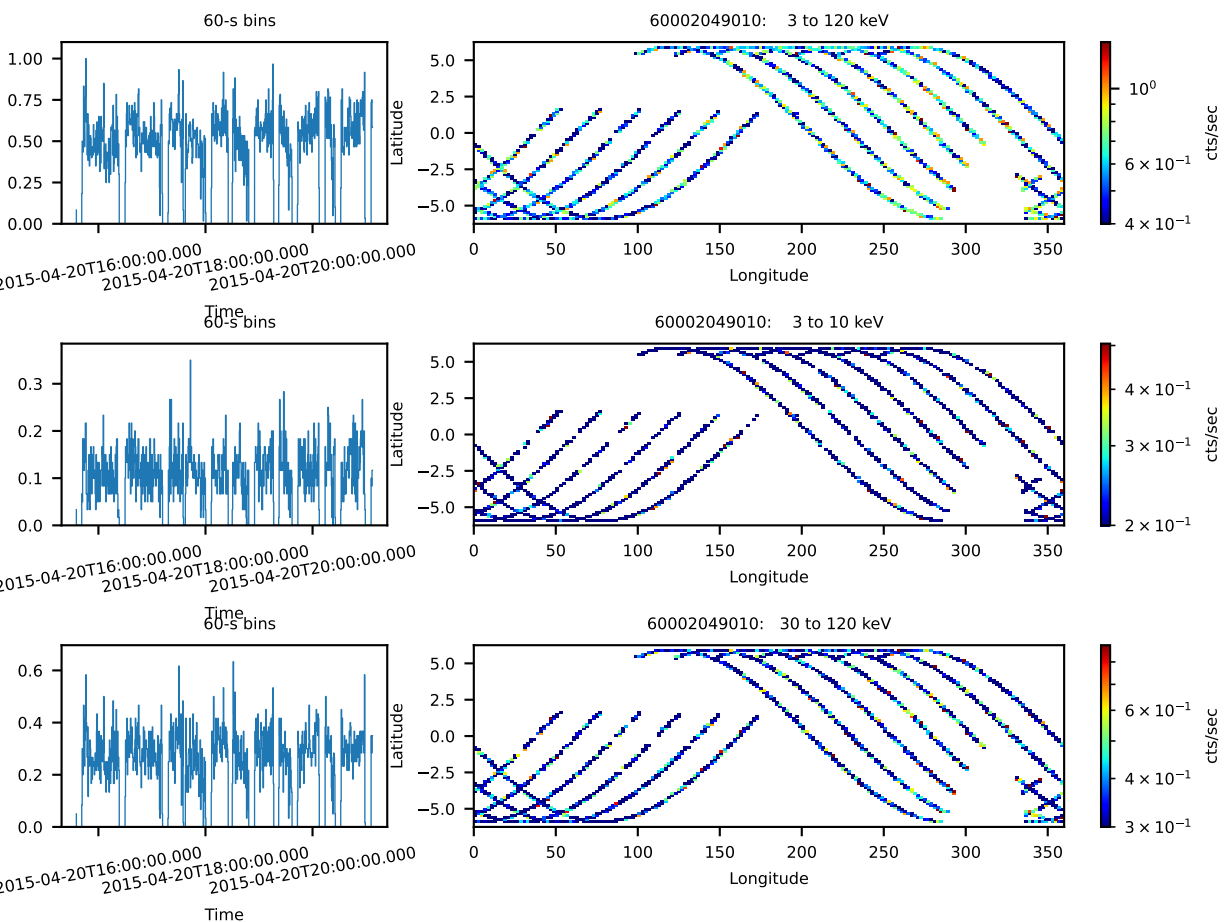 60-s bins
60002049010: 3 to 120 keV
1.00
0.75
0.50
0.25
0.00
Latitude
5.0
2.5
0.0
−2.5
−5.0
10⁰
6 × 10⁻¹
4 × 10⁻¹
cts/sec
2015-04-20T16:00:00.000
2015-04-20T18:00:00.000
2015-04-20T20:00:00.000
Time
0 50 100 150 200 250 300 350
Longitude
60-s bins
60002049010: 3 to 10 keV
0.3
0.2
0.1
0.0
Latitude
5.0
2.5
0.0
−2.5
−5.0
4 × 10⁻¹
3 × 10⁻¹
2 × 10⁻¹
cts/sec
2015-04-20T16:00:00.000
2015-04-20T18:00:00.000
2015-04-20T20:00:00.000
Time
0 50 100 150 200 250 300 350
Longitude
60-s bins
60002049010: 30 to 120 keV
0.6
0.4
0.2
0.0
Latitude
5.0
2.5
0.0
−2.5
−5.0
6 × 10⁻¹
4 × 10⁻¹
3 × 10⁻¹
cts/sec
2015-04-20T16:00:00.000
2015-04-20T18:00:00.000
2015-04-20T20:00:00.000
Time
0 50 100 150 200 250 300 350
Longitude